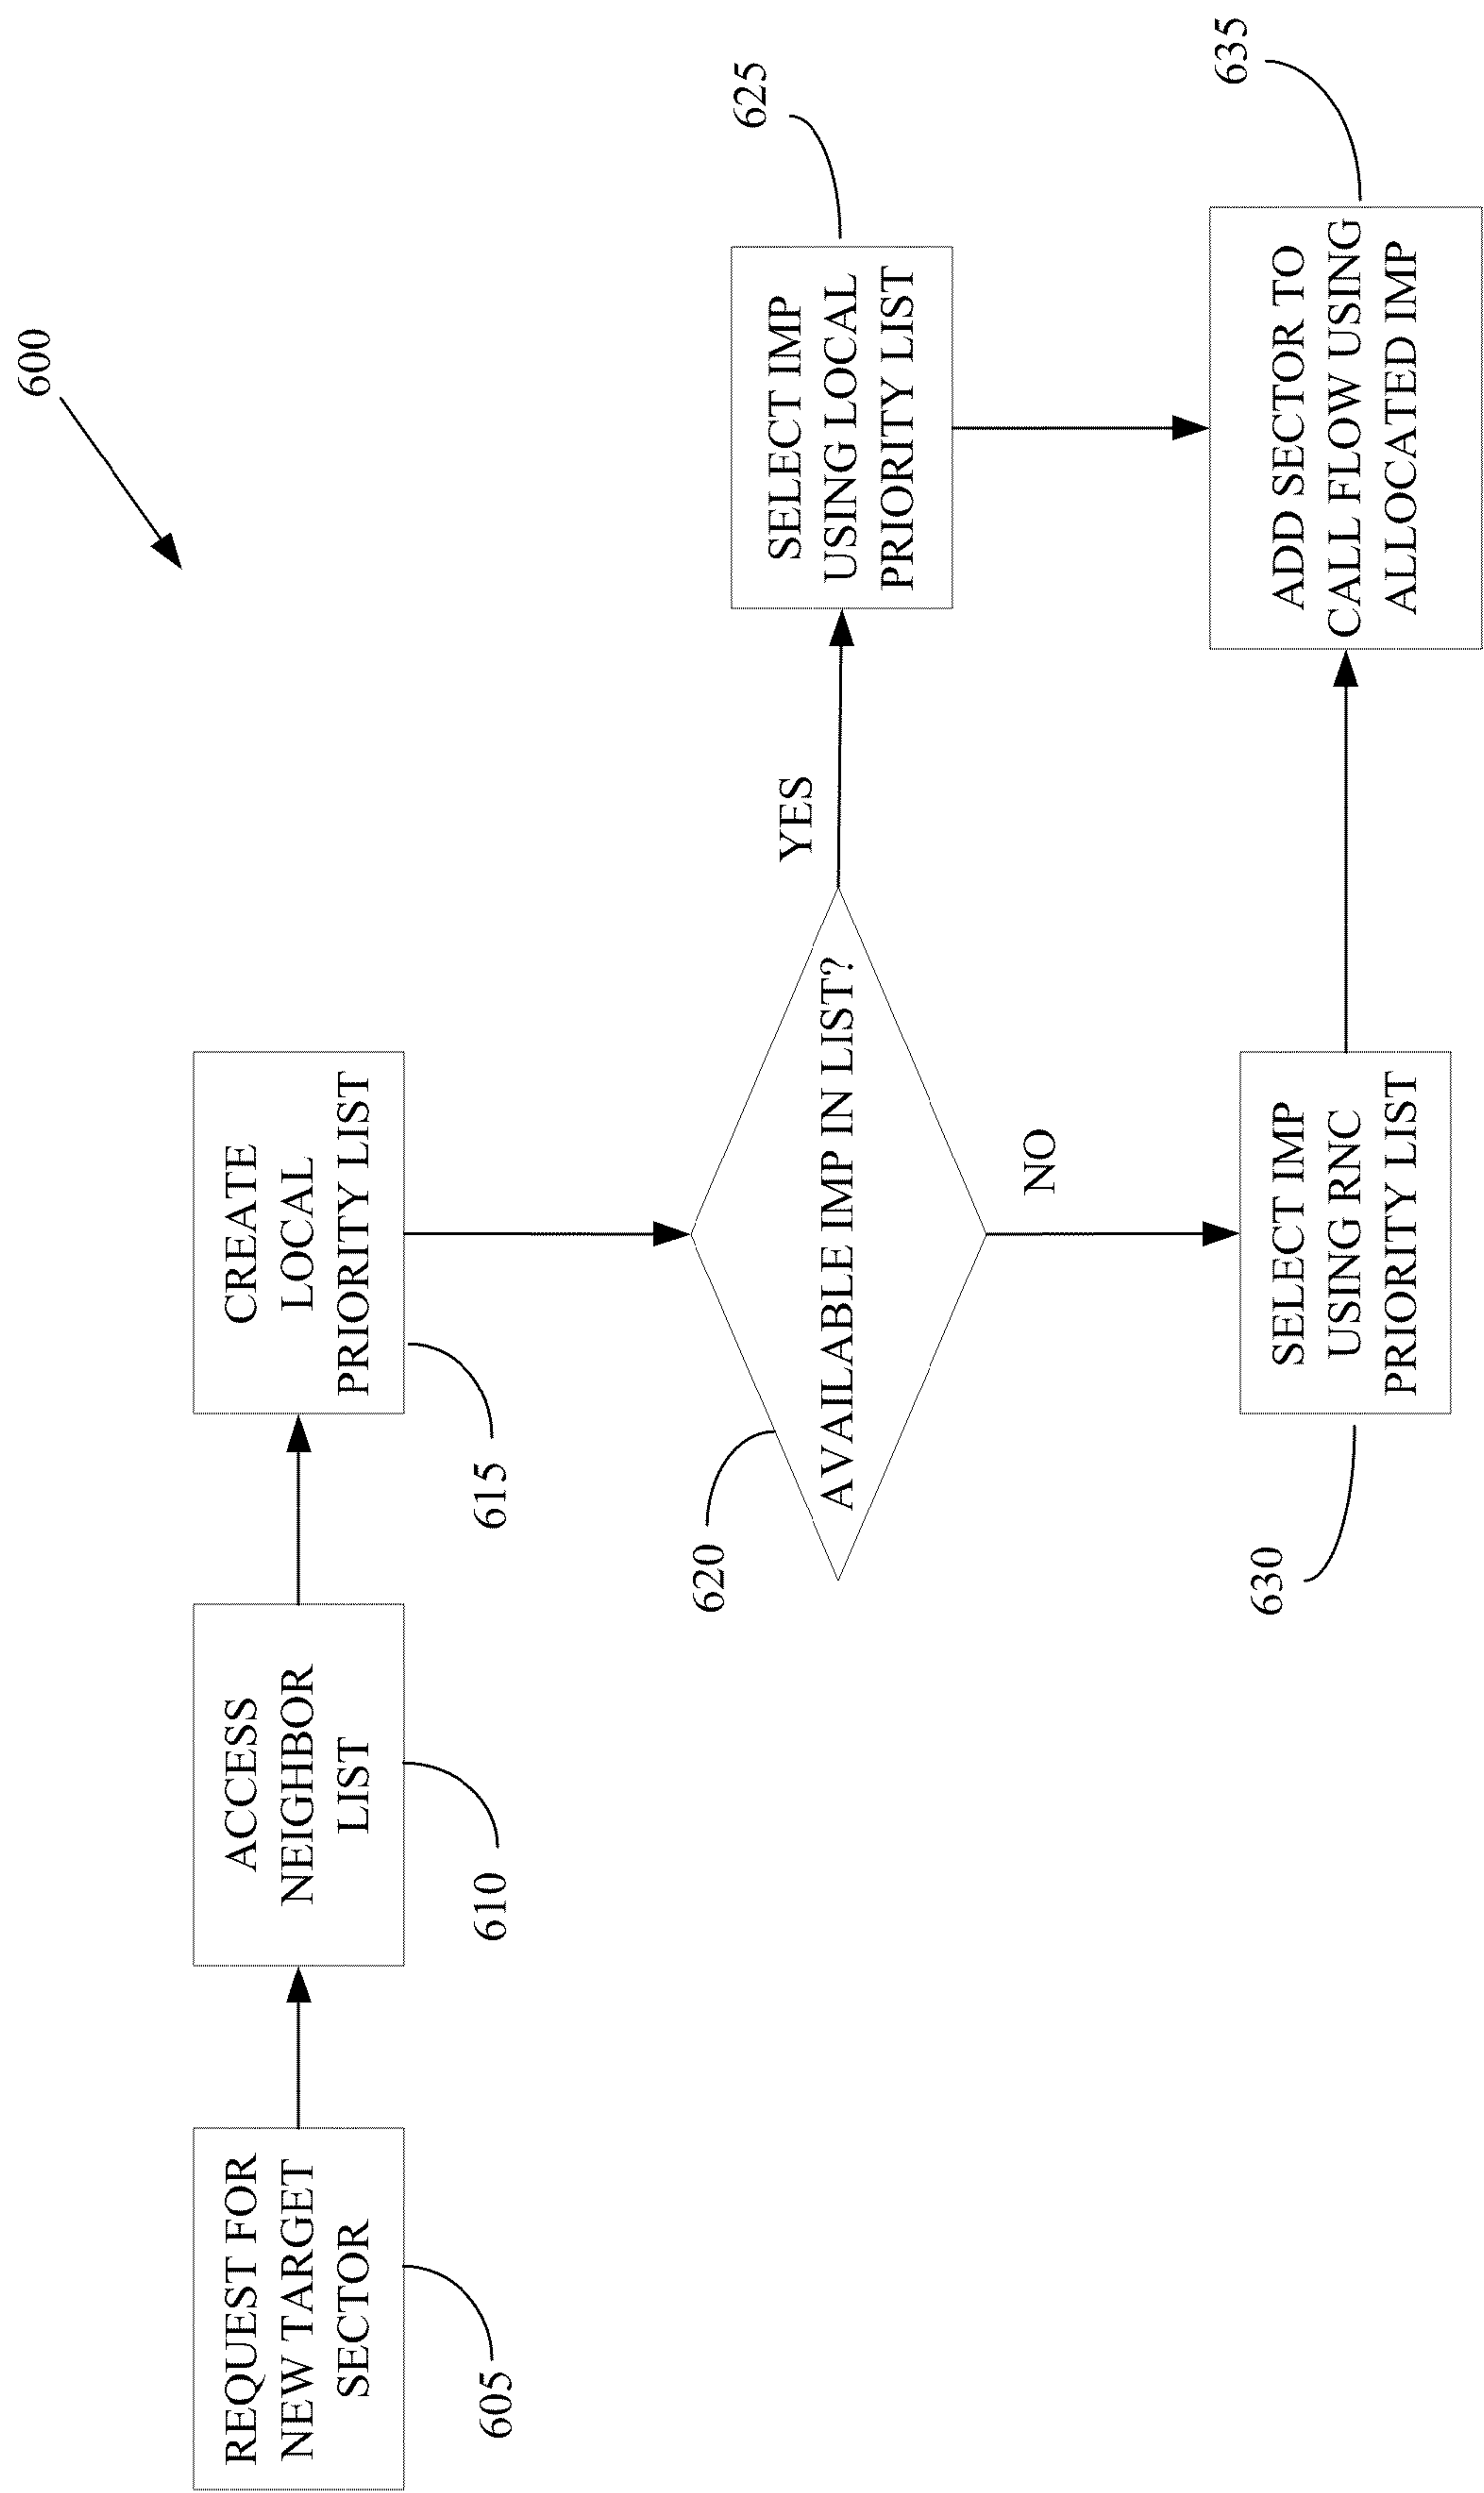 600
REQUEST FOR
NEW TARGET
SECTOR
605
ACCESS
NEIGHBOR
LIST
610
CREATE
LOCAL
PRIORITY LIST
615
AVAILABLE IMP IN LIST?
620
YES
SELECT IMP
USING LOCAL
PRIORITY LIST
625
NO
SELECT IMP
USING RNC
PRIORITY LIST
630
ADD SECTOR TO
CALL FLOW USING
ALLOCATED IMP
635